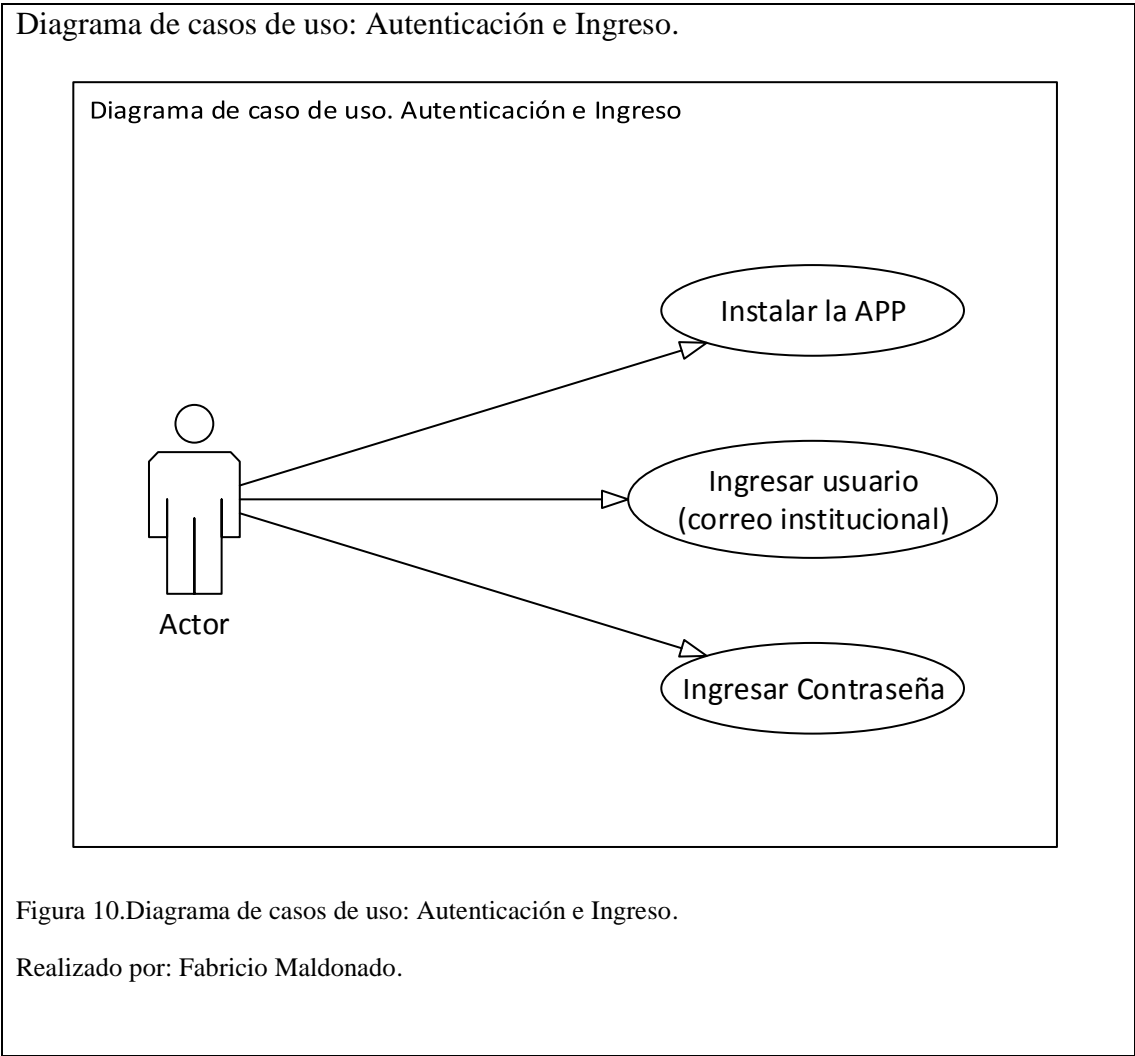 Diagrama de casos de uso: Autenticación e Ingreso.
Diagrama de caso de uso. Autenticación e Ingreso
Instalar la APP
Ingresar usuario
(correo institucional)
Actor
Ingresar Contraseña
Figura 10.Diagrama de casos de uso: Autenticación e Ingreso.
Realizado por: Fabricio Maldonado.